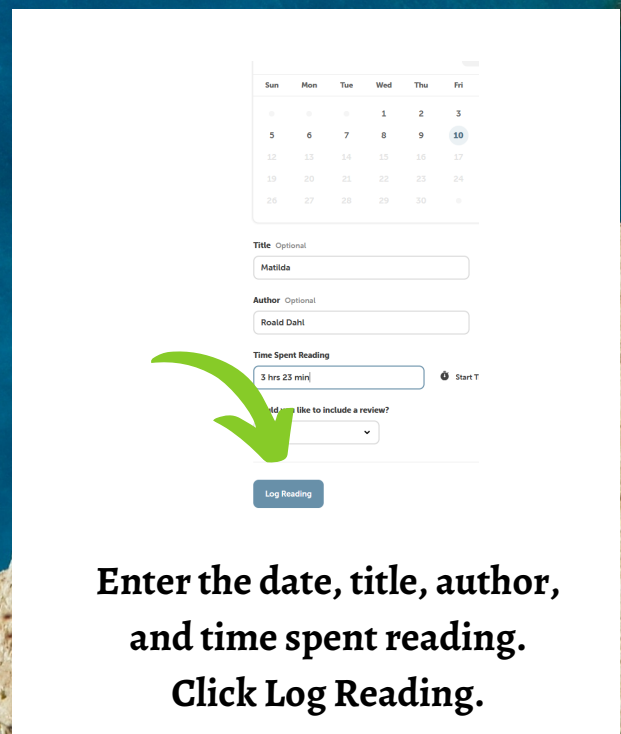 Sun Mon Tue Wed Thu Fri
1 2 3
5 6 7 8 9 10
12 13 14 15 16 17
19 20 21 22 23 24
26 27 28 29 30
Title Optional
Matilda
Author Optional
Roald Dahl
Time Spent Reading
3 hrs 23 min
Start T
like to include a review?
Log Reading
Enter the date, title, author,
and time spent reading.
Click Log Reading.